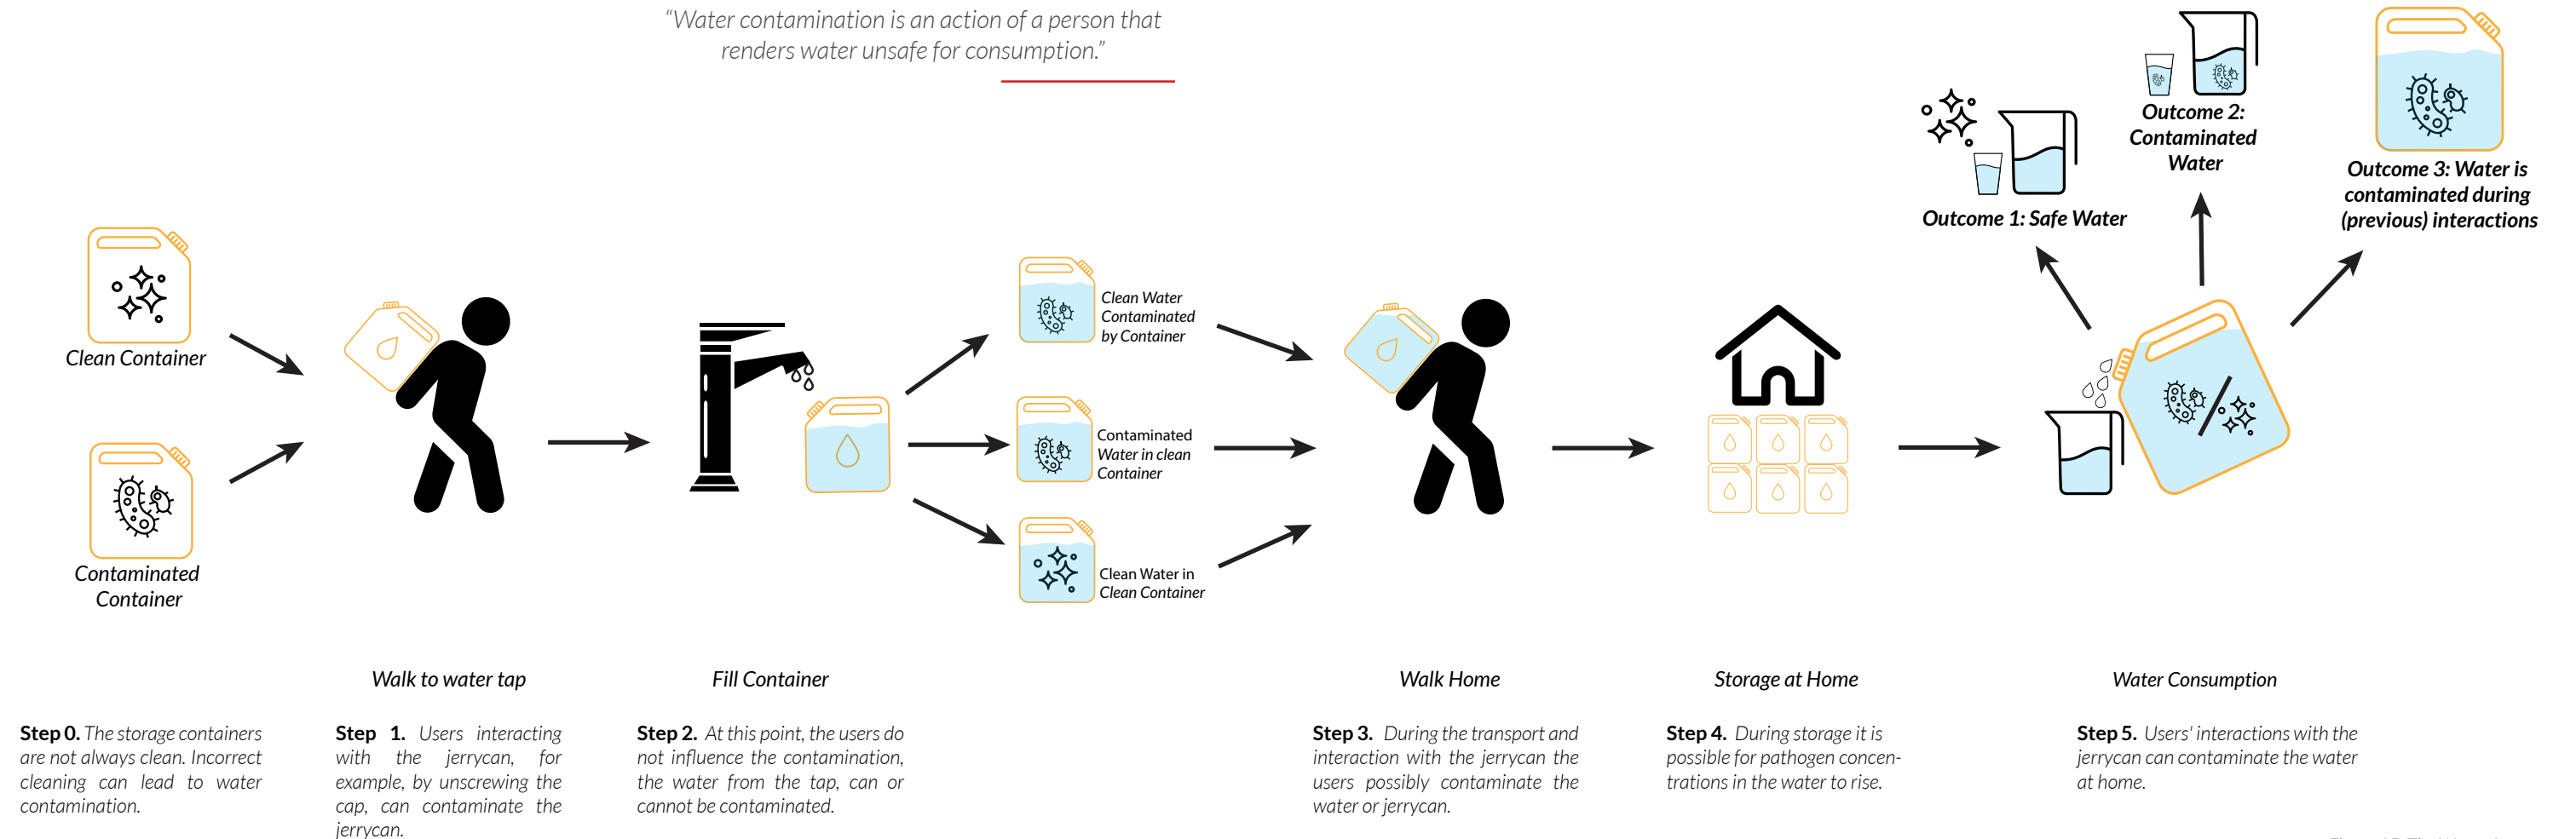 “Water contamination is an action of a person that
renders water unsafe for consumption.”
Clean Container
Contaminated
Container
Clean Water
Contaminated
by Container
Contaminated
Water in clean
Container
Clean Water in
Clean Container
Outcome 1: Safe Water
Outcome 2:
Contaminated
Water
Outcome 3: Water is
contaminated during
(previous) interactions
Walk to water tap
Fill Container
Walk Home
Storage at Home
Water Consumption
Step 0. The storage containers
are not always clean. Incorrect
cleaning can lead to water
contamination.
Step 1. Users interacting
with the jerrycan, for
example, by unscrewing the
cap, can contaminate the
jerrycan.
Step 2. At this point, the users do
not influence the contamination,
the water from the tap, can or
cannot be contaminated.
Step 3. During the transport and
interaction with the jerrycan the
users possibly contaminate the
water or jerrycan.
Step 4. During storage it is
possible for pathogen concen-
trations in the water to rise.
Step 5. Users' interactions with the
jerrycan can contaminate the water
at home.